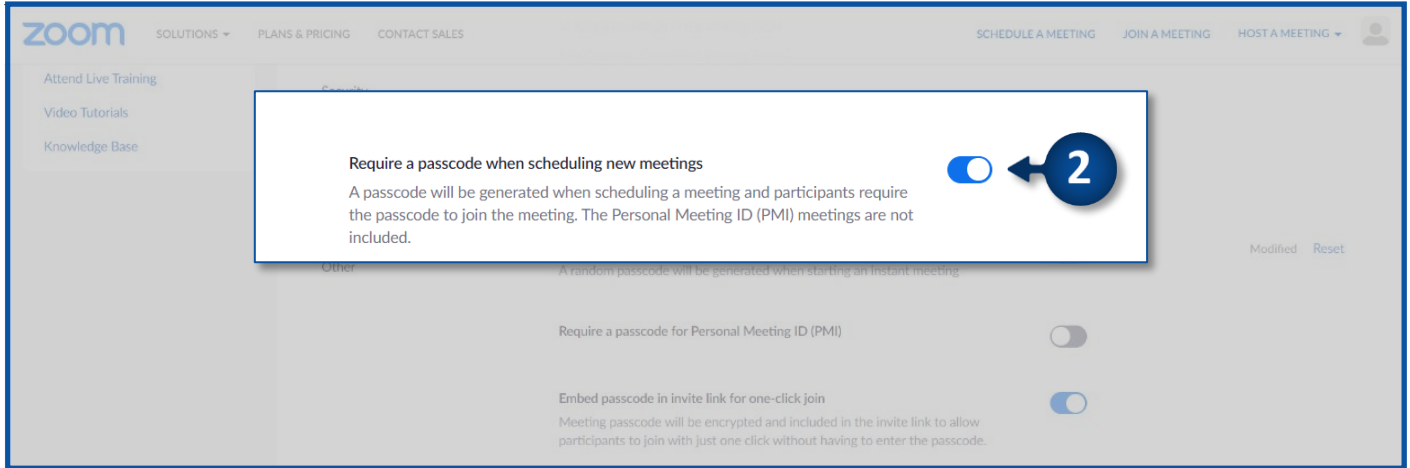 zoom SOLUTIONS PLANS & PRICING CONTACT SALES SCHEDULE A MEETING JOIN A MEETING HOST A MEETING
Attend Live Training
Video Tutorials
Knowledge Base
Security
Require a passcode when scheduling new meetings
2
A passcode will be generated when scheduling a meeting and participants require
the passcode to join the meeting. The Personal Meeting ID (PMI) meetings are not
included.
Modified Reset
Other
A random passcode will be generated when starting an instant meeting
Require a passcode for Personal Meeting ID (PMI)
Embed passcode in invite link for one-click join
Meeting passcode will be encrypted and included in the invite link to allow
participants to join with just one click without having to enter the passcode.